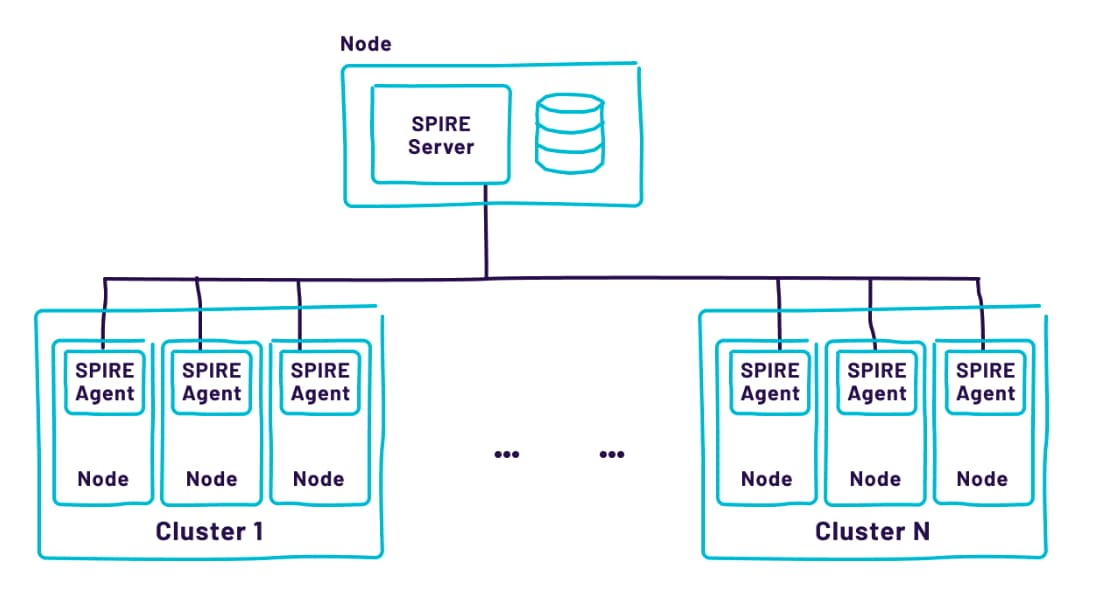 Node
SPIRE
Server
SPIRE
Agent
Node
SPIRE
Agent
Node
SPIRE
Agent
Node
Cluster 1
... ...
SPIRE
Agent
Node
SPIRE
Agent
Node
SPIRE
Agent
Node
Cluster N